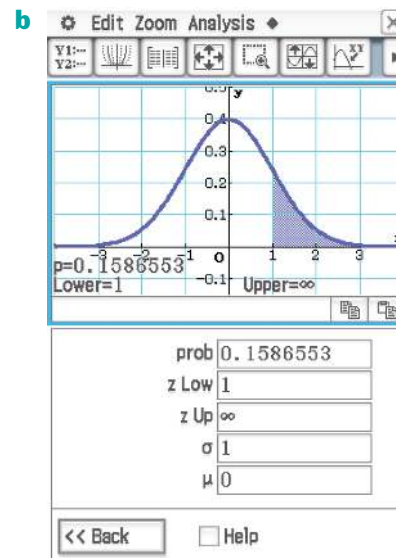 b
Edit Zoom Analysis ◆
Y1:--
Y2:--
y
0.4
0.3
0.2
0.1
-3 -2 -1 O 1 2 3
p=0.1586553
-0.1
Lower=1 Upper=∞
prob 0.1586553
z Low 1
z Up ∞
σ 1
μ 0
<< Back Help